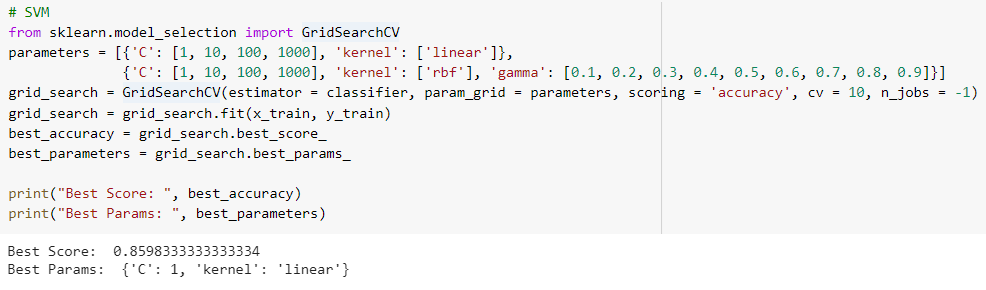 # SVM
from sklearn.model_selection import GridSearchCV
parameters = [{'C': [1, 10, 100, 1000], 'kernel': ['linear']},
              {'C': [1, 10, 100, 1000], 'kernel': ['rbf'], 'gamma': [0.1, 0.2, 0.3, 0.4, 0.5, 0.6, 0.7, 0.8, 0.9]}]
grid_search = GridSearchCV(estimator = classifier, param_grid = parameters, scoring = 'accuracy', cv = 10, n_jobs = -1)
grid_search = grid_search.fit(x_train, y_train)
best_accuracy = grid_search.best_score_
best_parameters = grid_search.best_params_

print("Best Score: ", best_accuracy)
print("Best Params: ", best_parameters)
Best Score:  0.8598333333333334
Best Params:  {'C': 1, 'kernel': 'linear'}